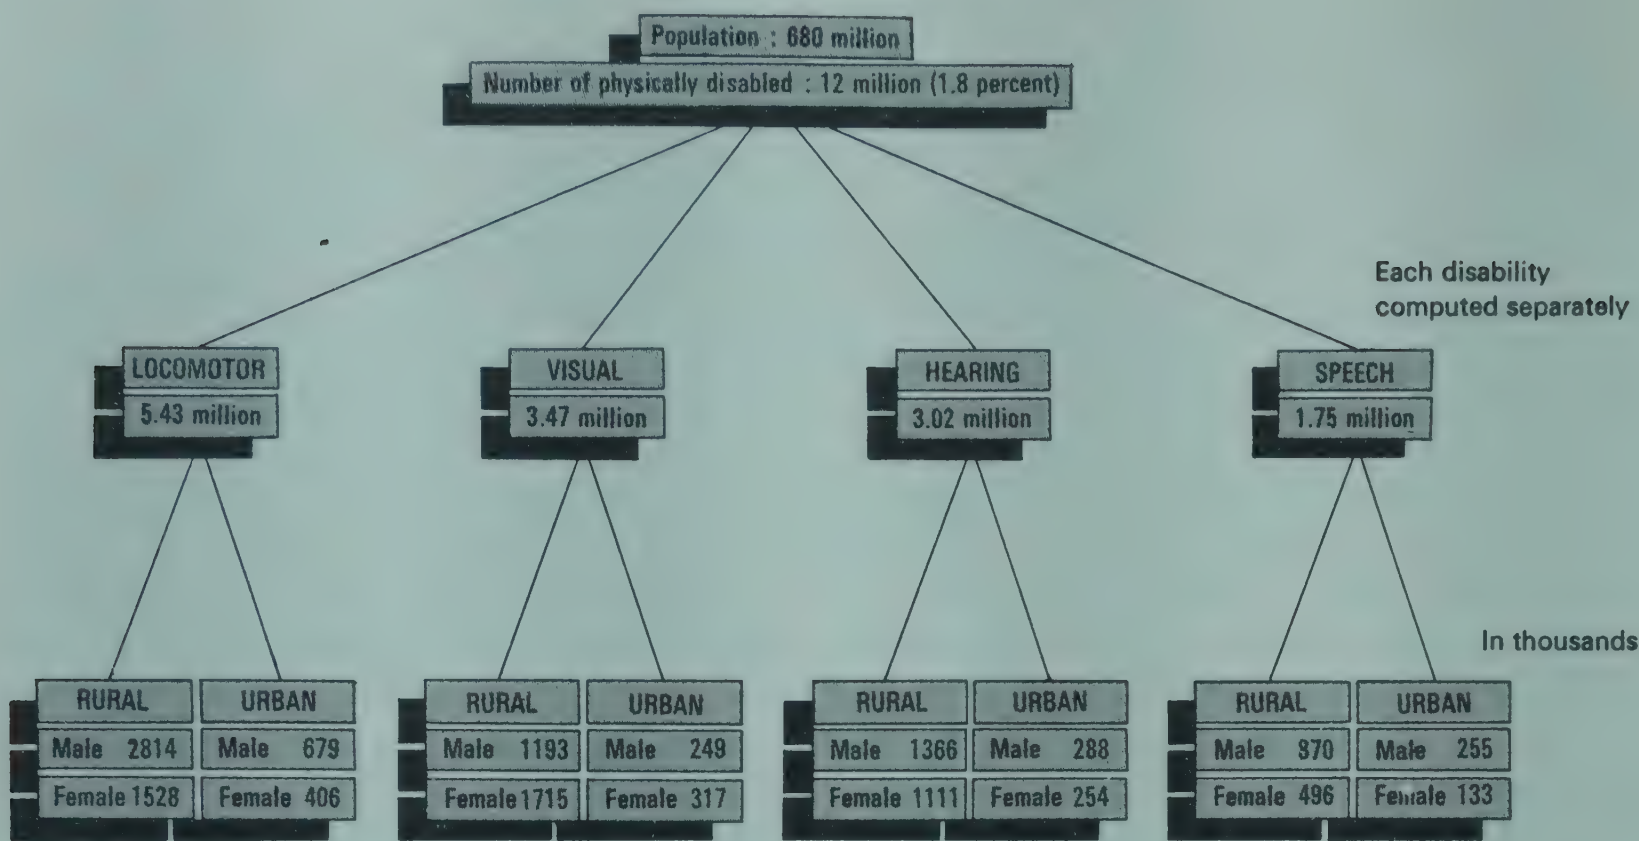 Population : 680 million
Number of physically disabled : 12 million (1.8 percent)
Each disability
computed separately
LOCOMOTOR VISUAL HEARING SPEECH
5.43 million 3.47 million 3.02 million 1.75 million
In thousands
RURAL URBAN RURAL URBAN RURAL URBAN RURAL URBAN
Male 2814 Male 679 Male 1193 Male 249 Male 1366 Male 288 Male 870 Male 255
Female 1528 Female 406 Female 1715 Female 317 Female 1111 Female 254 Female 496 Female 133